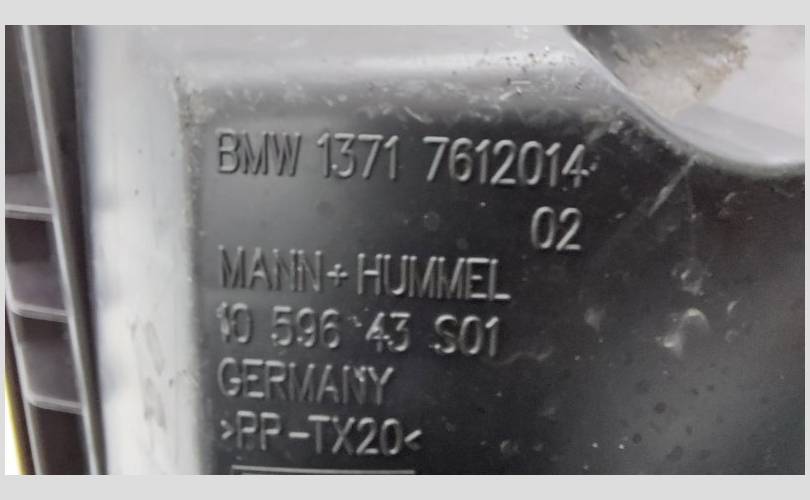 BMW 1371 7612014
02
MANN+HUMMEL
10 596 43 S01
GERMANY
>PP-TX20<